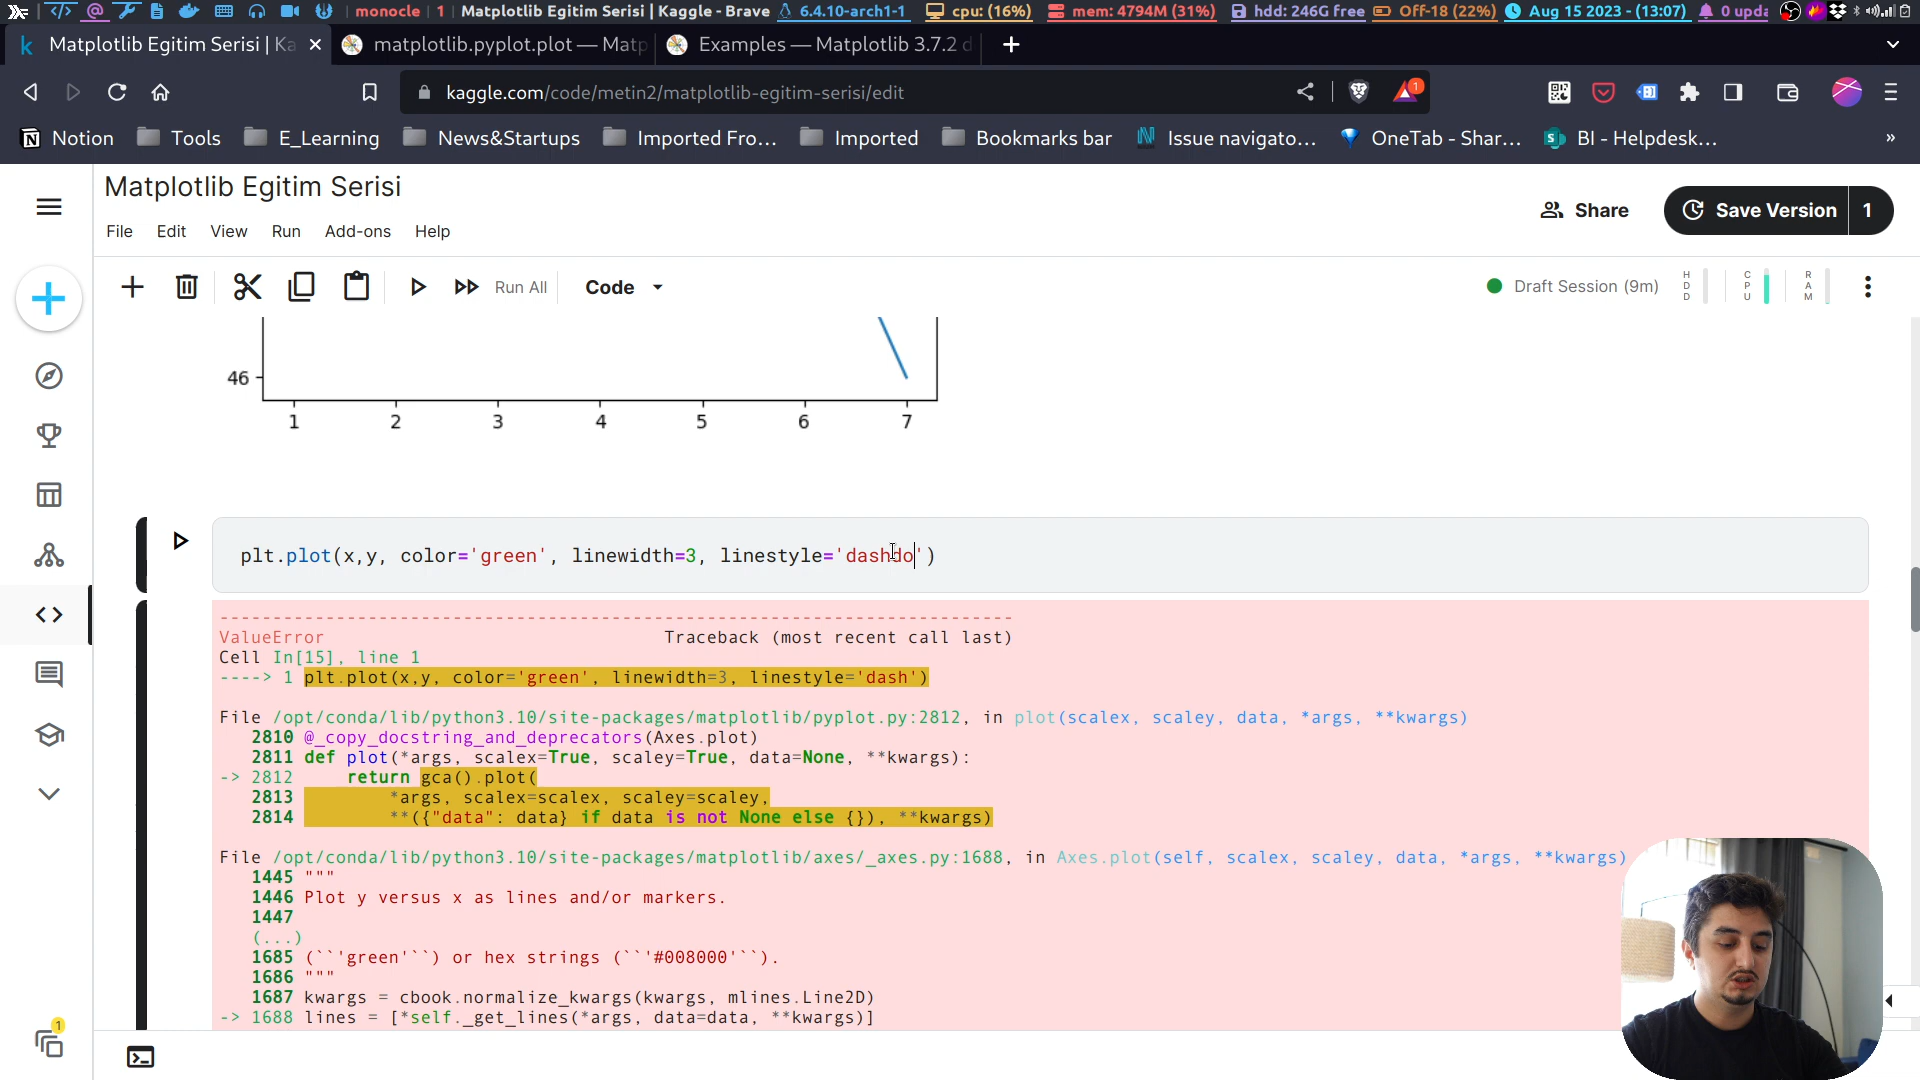 monocle 1 Matplotlib Egitim Serisi | Kaggle - Brave 6.4.10-arch1-1 cpu: (16%) mem: 4794M (31%) hdd: 246G free Off-18 (22%) Aug 15 2023 - (13:07) 0 upda
Matplotlib Egitim Serisi | Ka matplotlib.pyplot.plot — Matp Examples — Matplotlib 3.7.2 d
kaggle.com/code/metin2/matplotlib-egitim-serisi/edit 1
Notion Tools E_Learning News&Startups Imported Fro... Imported Bookmarks bar Issue navigato... OneTab - Shar... BI - Helpdesk... »
Matplotlib Egitim Serisi
Share Save Version 1
File Edit View Run Add-ons Help
Run All Code Draft Session (9m) HDD CPU RAM
46
1 2 3 4 5 6 7
plt.plot(x,y, color='green', linewidth=3, linestyle='dashdo')
---------------------------------------------------------------------------
ValueError Traceback (most recent call last)
Cell In[15], line 1
----> 1 plt.plot(x,y, color='green', linewidth=3, linestyle='dash')
File /opt/conda/lib/python3.10/site-packages/matplotlib/pyplot.py:2812, in plot(scalex, scaley, data, *args, **kwargs)
2810 @_copy_docstring_and_deprecators(Axes.plot)
2811 def plot(*args, scalex=True, scaley=True, data=None, **kwargs):
-> 2812 return gca().plot(
2813 *args, scalex=scalex, scaley=scaley,
2814 **({"data": data} if data is not None else {}), **kwargs)
File /opt/conda/lib/python3.10/site-packages/matplotlib/axes/_axes.py:1688, in Axes.plot(self, scalex, scaley, data, *args, **kwargs)
1445 """
1446 Plot y versus x as lines and/or markers.
1447
(...)
1685 (``'green'``) or hex strings (``'#008000'``).
1686 """
1687 kwargs = cbook.normalize_kwargs(kwargs, mlines.Line2D)
-> 1688 lines = [*self._get_lines(*args, data=data, **kwargs)]
1